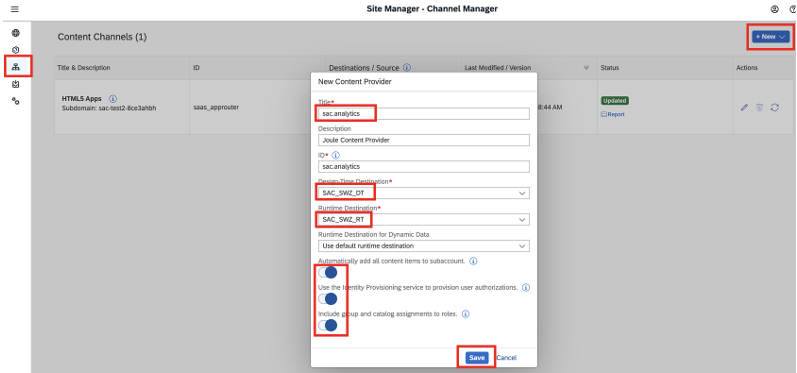 Site Manager - Channel Manager
Content Channels (1)
+ New
Title & Description
ID
Destinations / Source
Last Modified / Version
Status
Actions
HTML5 Apps
Subdomain: sac-test2-8ce3ahbh
saas_approuter
8:44 AM
Updated
Report
New Content Provider
Title*
sac.analytics
Description
Joule Content Provider
ID*
sac.analytics
Design-Time Destination*
SAC_SWZ_DT
Runtime Destination*
SAC_SWZ_RT
Runtime Destination for Dynamic Data
Use default runtime destination
Automatically add all content items to subaccount.
Use the Identity Provisioning service to provision user authorizations.
Include group and catalog assignments to roles.
Save
Cancel